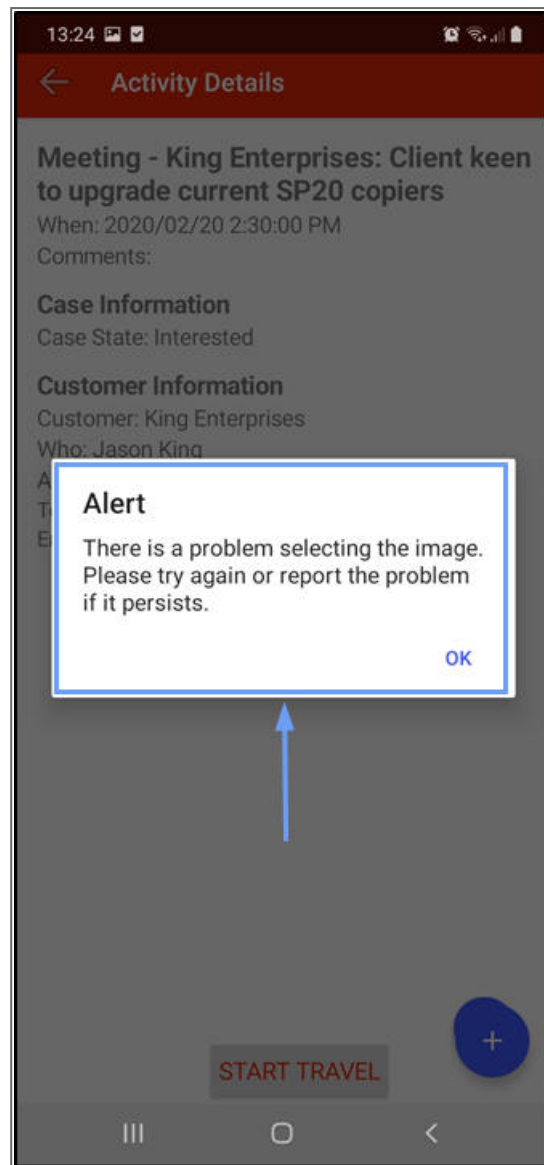 13:24
Activity Details
Meeting - King Enterprises: Client keen
to upgrade current SP20 copiers
When: 2020/02/20 2:30:00 PM
Comments:
Case Information
Case State: Interested
Customer Information
Customer: King Enterprises
Who: Jason King
A
T
E
Alert
There is a problem selecting the image.
Please try again or report the problem
if it persists.
OK
+
START TRAVEL